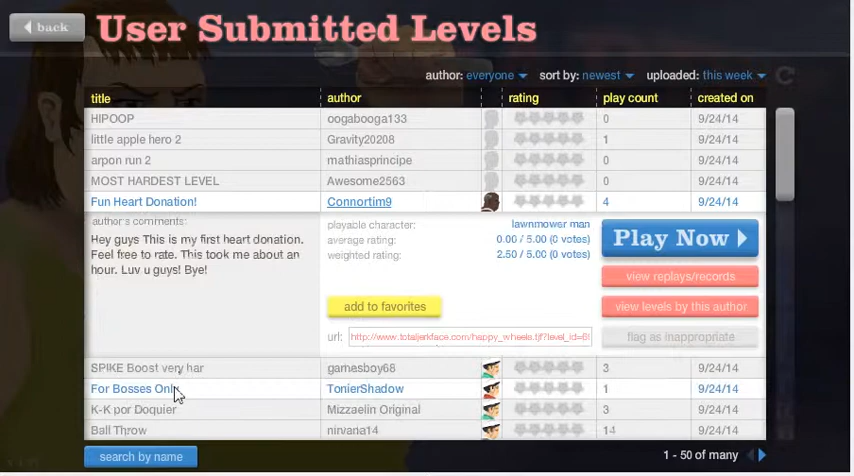 back
User Submitted Levels
author: everyone sort by: newest uploaded: this week
title author rating play count created on
HIPOOP oogabooga133 0 9/24/14
little apple hero 2 Gravity20208 1 9/24/14
arpon run 2 mathiasprincipe 0 9/24/14
MOST HARDEST LEVEL Awesome2563 0 9/24/14
Fun Heart Donation! Connortim9 4 9/24/14
author's comments:
Hey guys This is my first heart donation.
Feel free to rate. This took me about an
hour. Luv u guys! Bye!
playable character: lawnmower man
average rating: 0.00 / 5.00 (0 votes)
weighted rating: 2.50 / 5.00 (0 votes)
add to favorites
url: http://www.totaljerkface.com/happy_wheels.tjf?level_id=6
Play Now
view replays/records
view levels by this author
flag as inappropriate
SPIKE Boost very har gamesboy68 3 9/24/14
For Bosses Only TonierShadow 1 9/24/14
K-K por Doquier Mizzaelin Original 3 9/24/14
Ball Throw nirvana14 14 9/24/14
search by name
1 - 50 of many